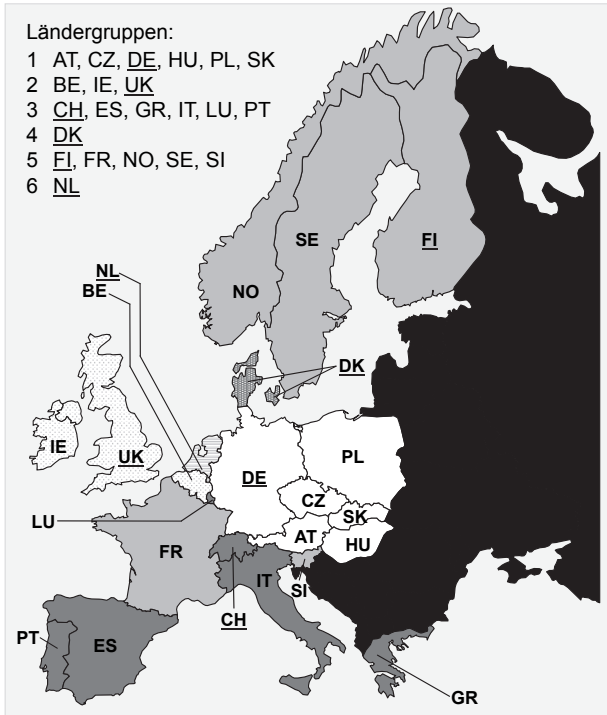 Ländergruppen:
1 AT, CZ, DE, HU, PL, SK
2 BE, IE, UK
3 CH, ES, GR, IT, LU, PT
4 DK
5 FI, FR, NO, SE, SI
6 NL
SE
FI
NL
BE
NO
DK
IE
UK
DE
PL
CZ
LU
SK
AT
HU
FR
IT
SI
CH
PT
ES
GR